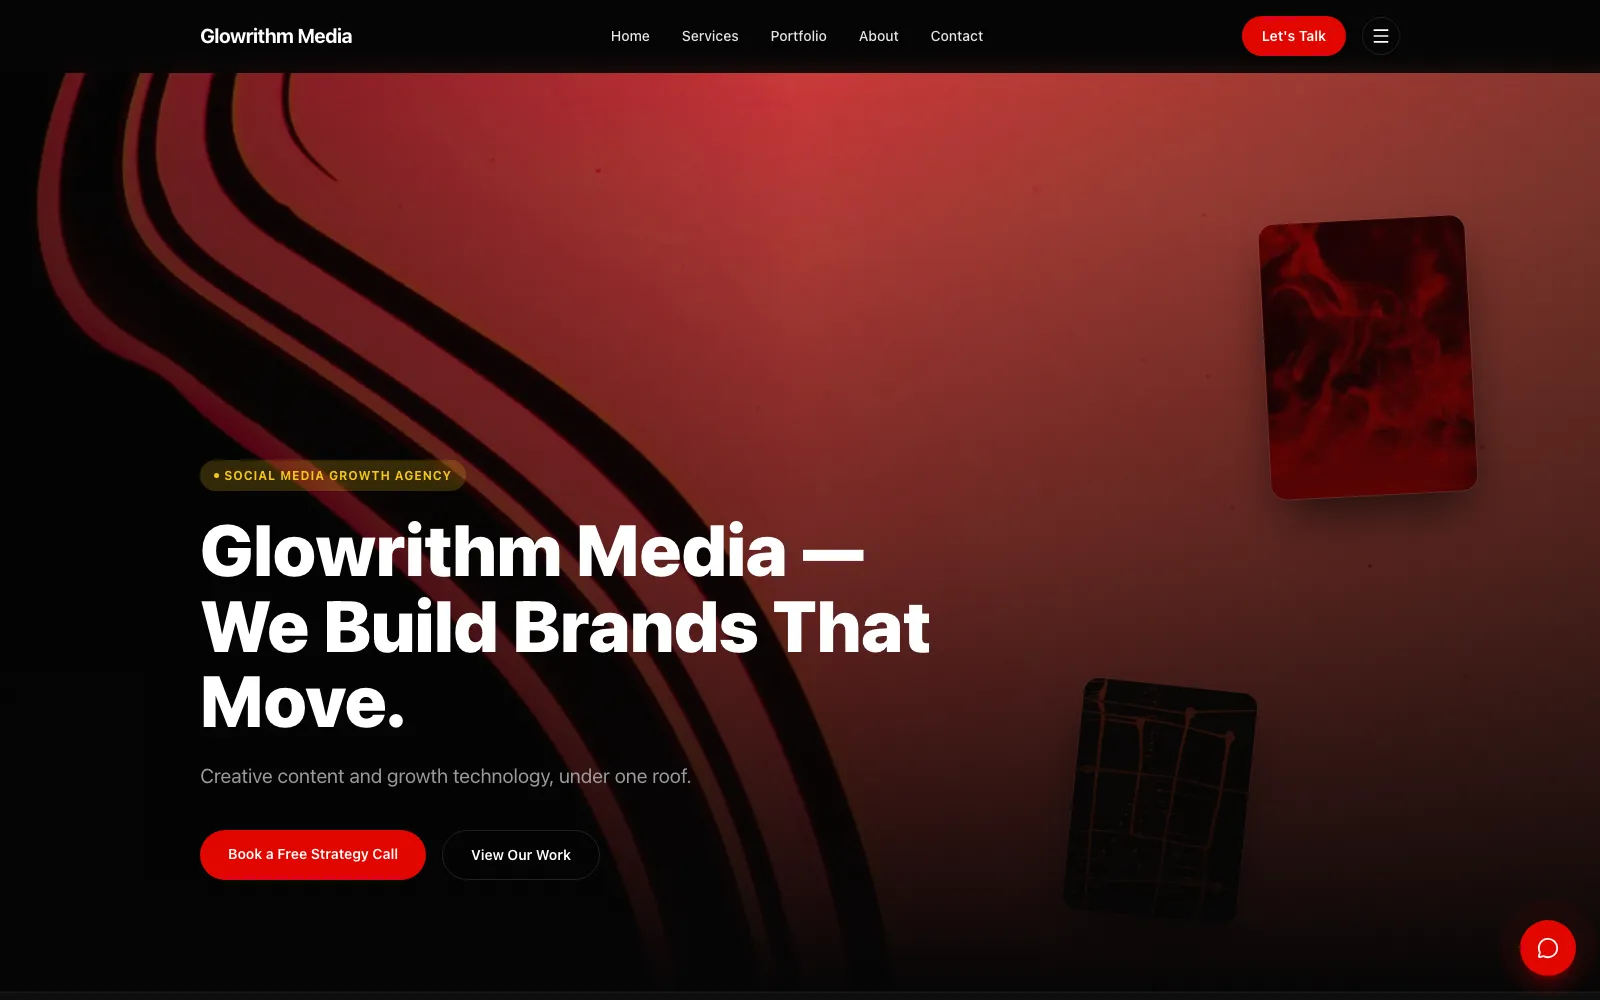 Glowrithm Media
Home
Services
Portfolio
About
Contact
Let's Talk
• SOCIAL MEDIA GROWTH AGENCY
Glowrithm Media —
We Build Brands That
Move.
Creative content and growth technology, under one roof.
Book a Free Strategy Call
View Our Work